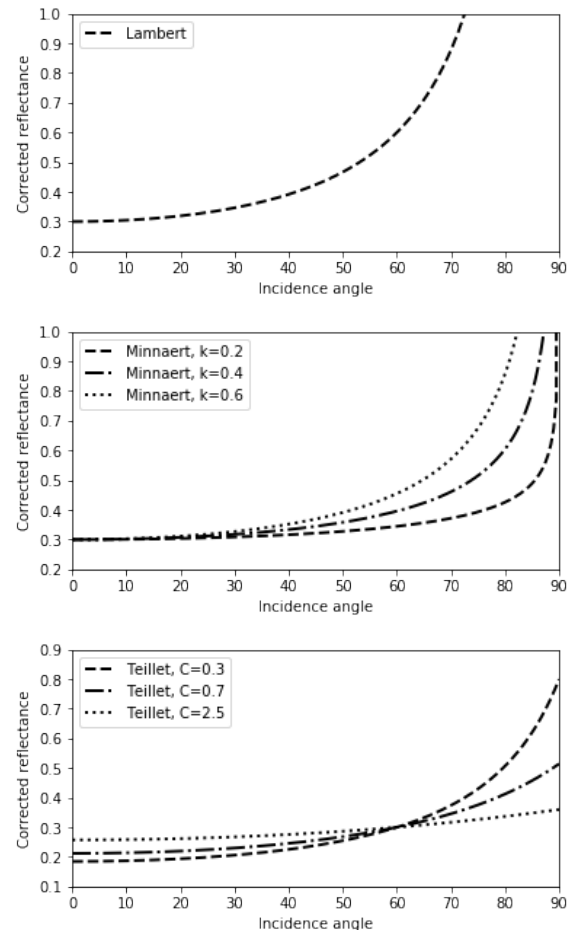 1.0
0.9
0.8
0.7
0.6
0.5
0.4
0.3
0.2
Corrected reflectance
Lambert
0 10 20 30 40 50 60 70 80 90
Incidence angle
1.0
0.9
0.8
0.7
0.6
0.5
0.4
0.3
0.2
Corrected reflectance
Minnaert, k=0.2
Minnaert, k=0.4
Minnaert, k=0.6
0 10 20 30 40 50 60 70 80 90
Incidence angle
0.9
0.8
0.7
0.6
0.5
0.4
0.3
0.2
0.1
Corrected reflectance
Teillet, C=0.3
Teillet, C=0.7
Teillet, C=2.5
0 10 20 30 40 50 60 70 80 90
Incidence angle